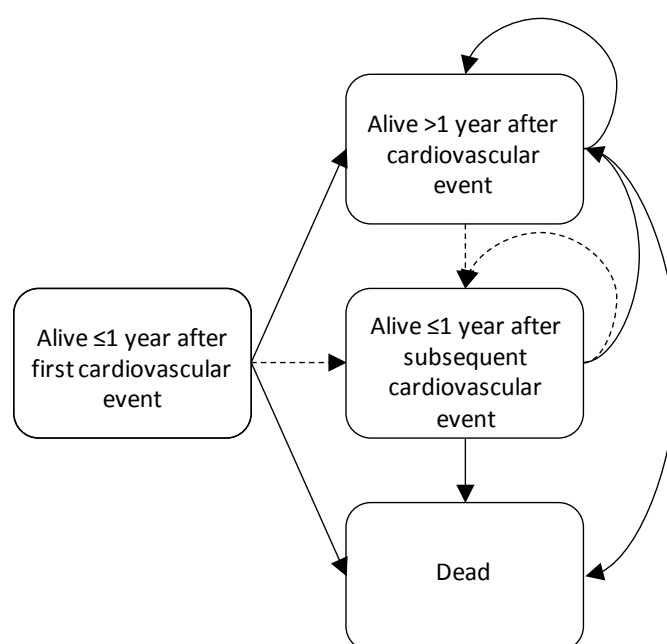 Alive >1 year after
cardiovascular
event
Alive ≤1 year after
first cardiovascular
event
Alive ≤1 year after
subsequent
cardiovascular
event
Dead